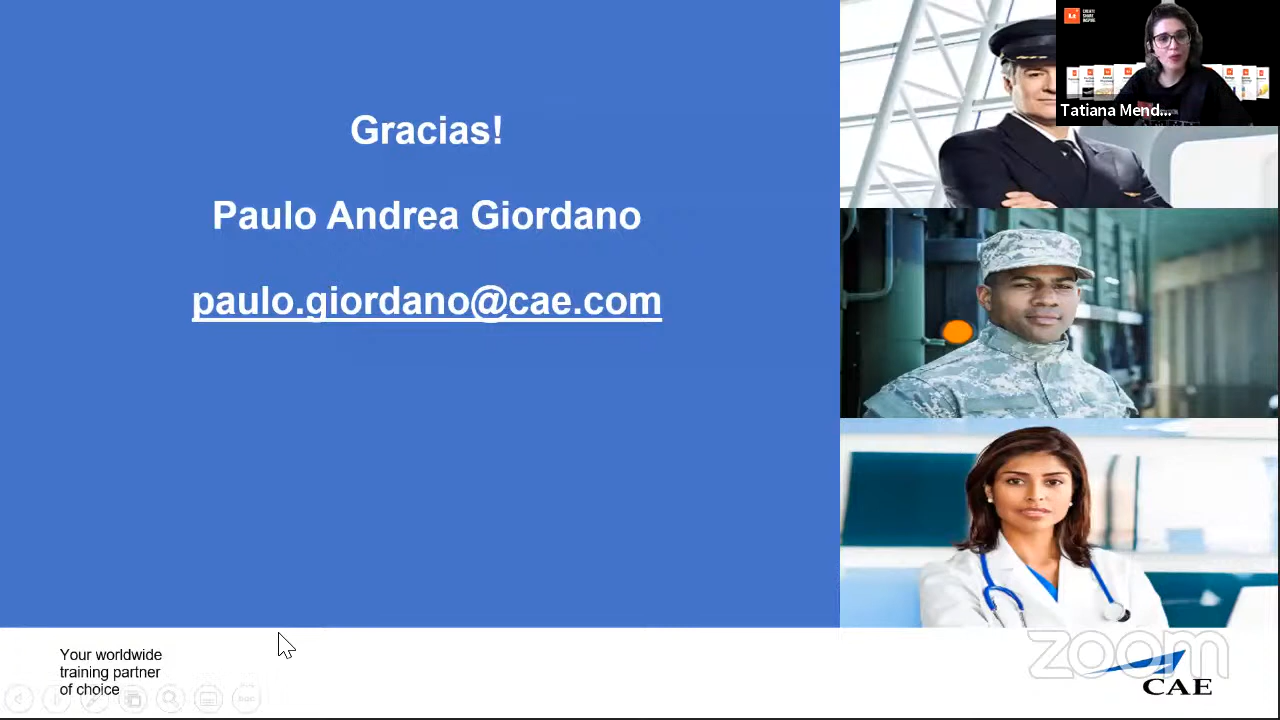 Gracias!
Paulo Andrea Giordano
paulo.giordano@cae.com
Tatiana Mend...
Your worldwide
training partner
of choice
zoom
CAE